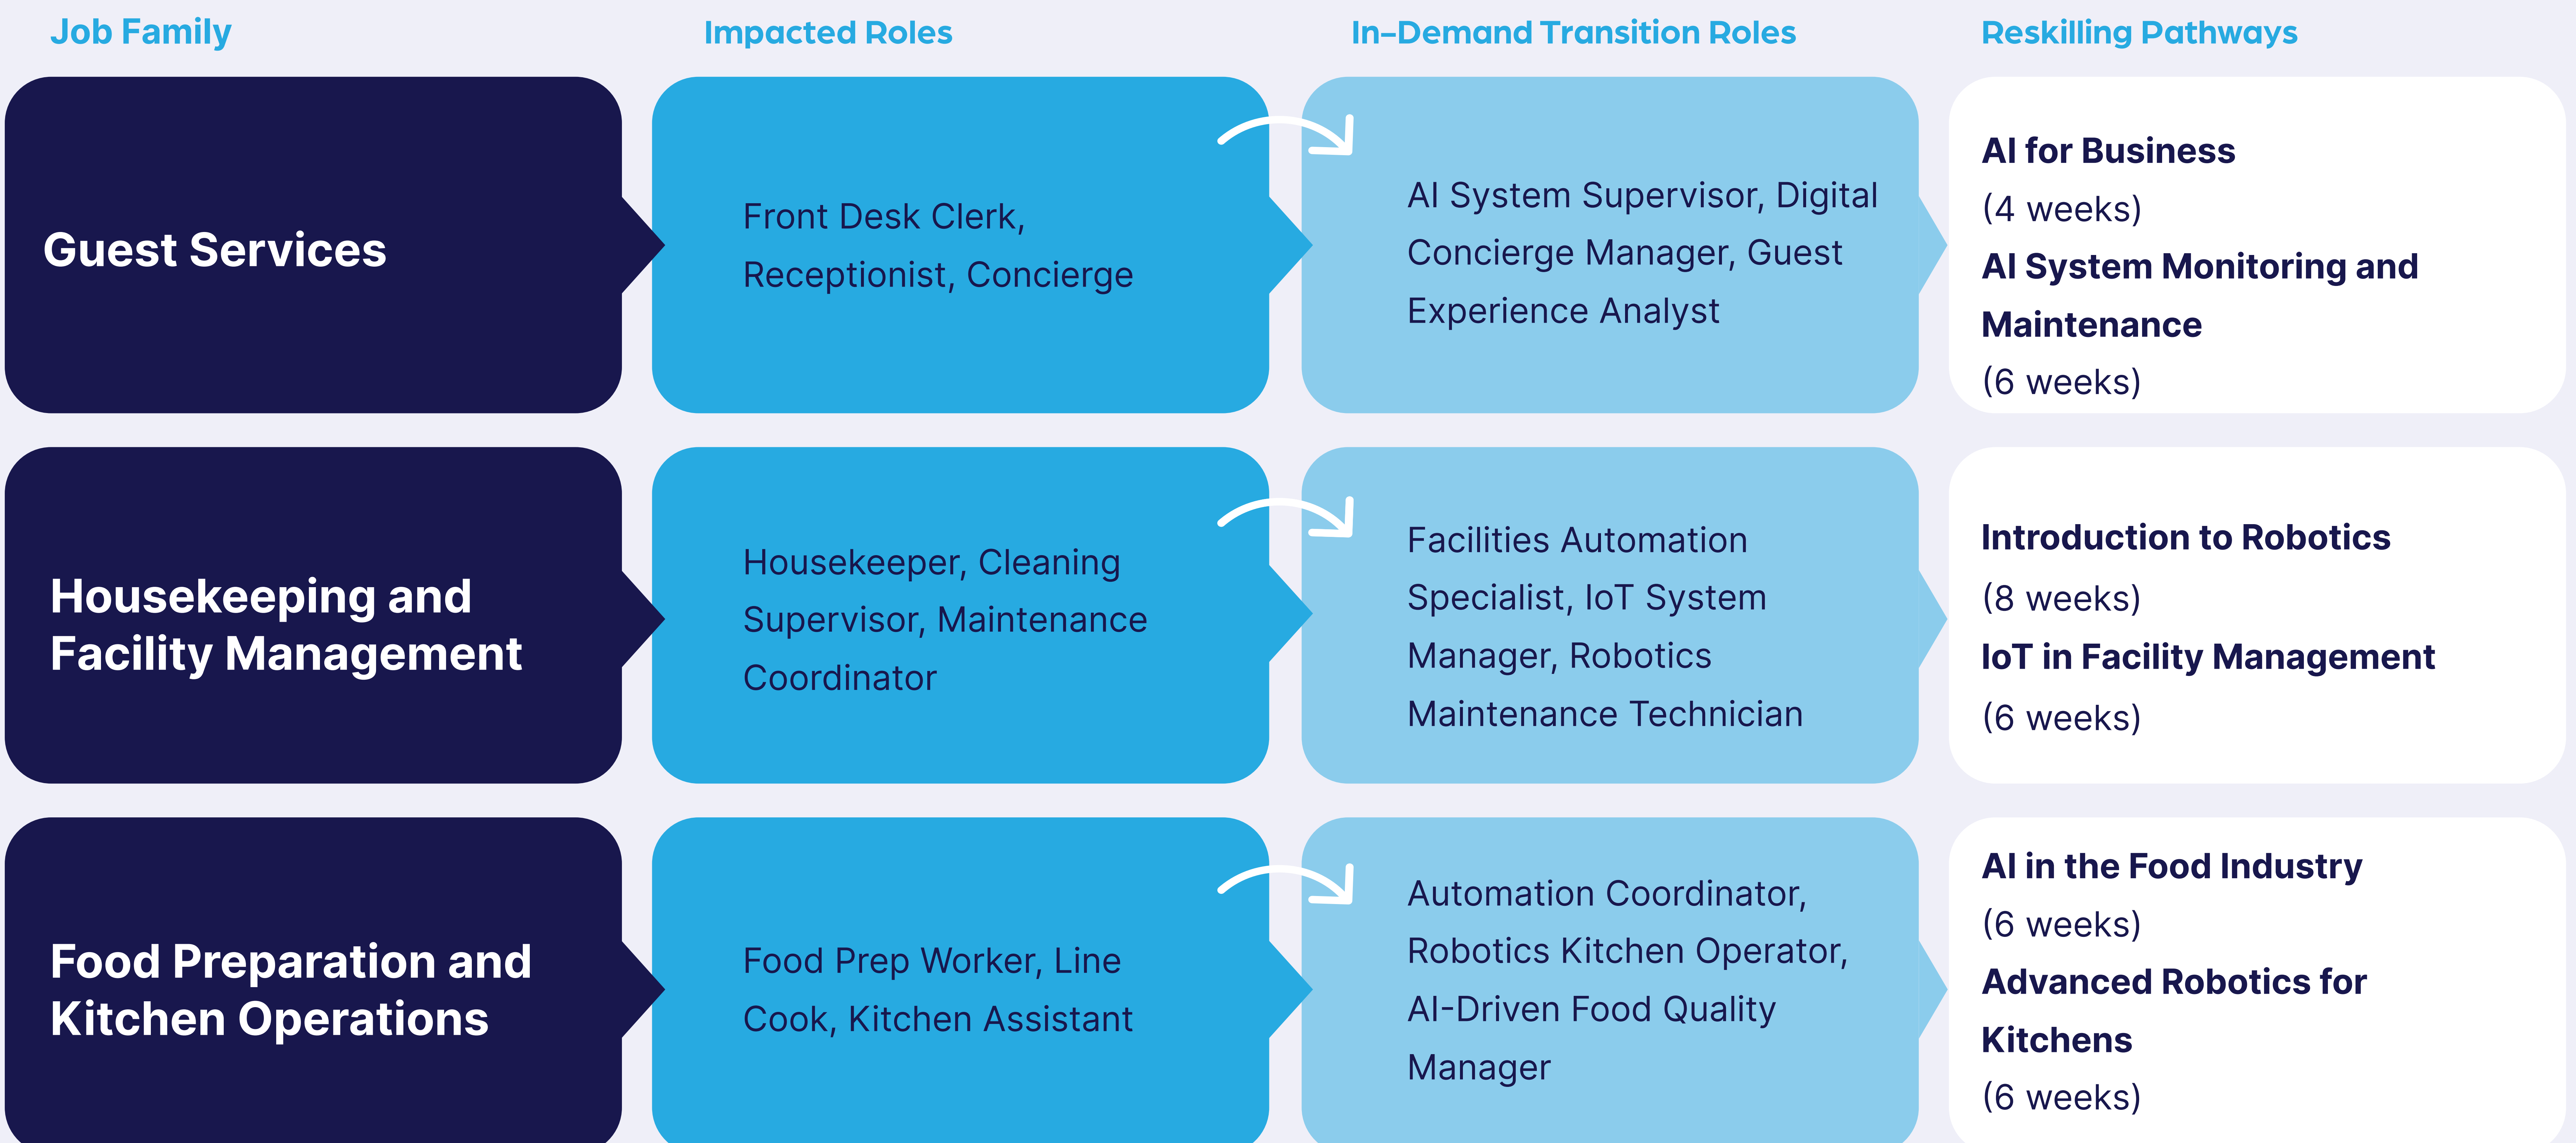 Job Family
Impacted Roles
In-Demand Transition Roles
Reskilling Pathways
Guest Services
Front Desk Clerk,
Receptionist, Concierge
AI System Supervisor, Digital
Concierge Manager, Guest
Experience Analyst
AI for Business
(4 weeks)
AI System Monitoring and
Maintenance
(6 weeks)
Housekeeping and
Facility Management
Housekeeper, Cleaning
Supervisor, Maintenance
Coordinator
Facilities Automation
Specialist, IoT System
Manager, Robotics
Maintenance Technician
Introduction to Robotics
(8 weeks)
IoT in Facility Management
(6 weeks)
Food Preparation and
Kitchen Operations
Food Prep Worker, Line
Cook, Kitchen Assistant
Automation Coordinator,
Robotics Kitchen Operator,
AI-Driven Food Quality
Manager
AI in the Food Industry
(6 weeks)
Advanced Robotics for
Kitchens
(6 weeks)